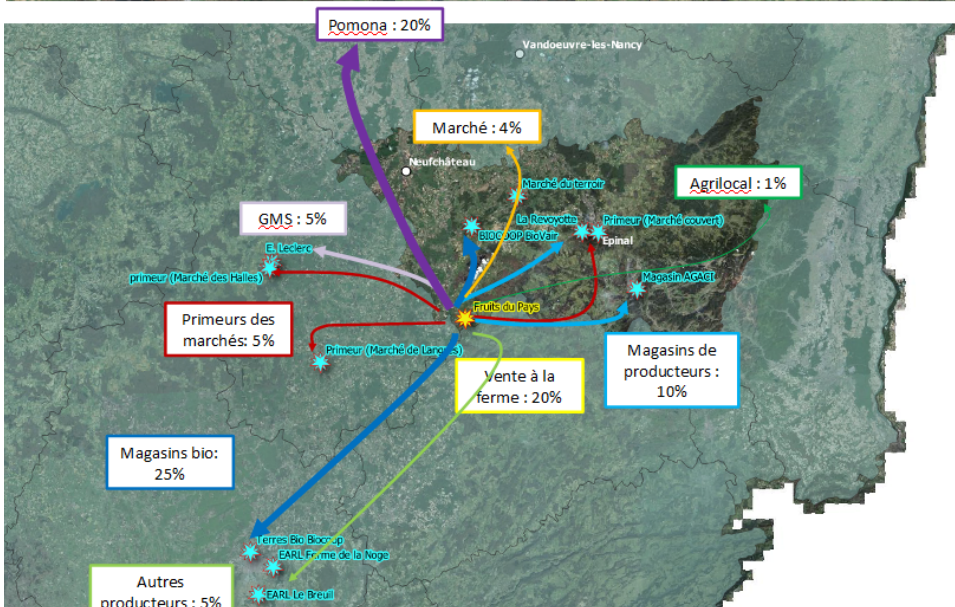 Pomona : 20%
Vandoeuvre-les-Nancy
Marché : 4%
Neufchâteau
Agrilocal : 1%
Marché du terroir
GMS : 5%
La Revoyotte
Primeur (Marché couvert)
BIOCOOP BioVair
Epinal
E. Leclerc
primeur (Marché des Halles)
Magasin AGACI
Fruits du Pays
Primeurs des
marchés: 5%
Primeur (Marché de Langres)
Magasins de
producteurs :
10%
Vente à la
ferme : 20%
Magasins bio:
25%
Terres Bio Biocoop
EARL Ferme de la Noge
EARL Le Breuil
Autres
producteurs : 5%